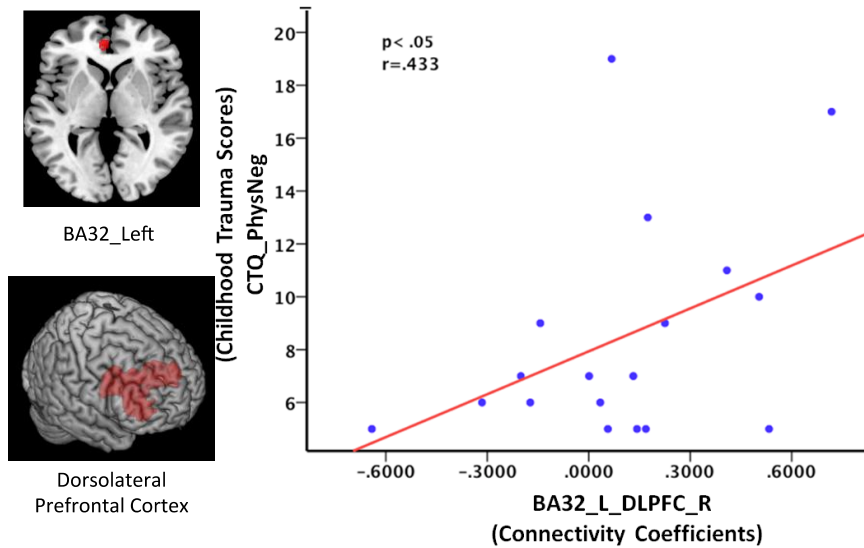 BA32_Left
Dorsolateral
Prefrontal Cortex
(Childhood Trauma Scores)
CTQ_PhysNeg
p< .05
r=.433
20
18
16
14
12
10
8
6
-.6000 -.3000 .0000 .3000 .6000
BA32_L_DLPFC_R
(Connectivity Coefficients)